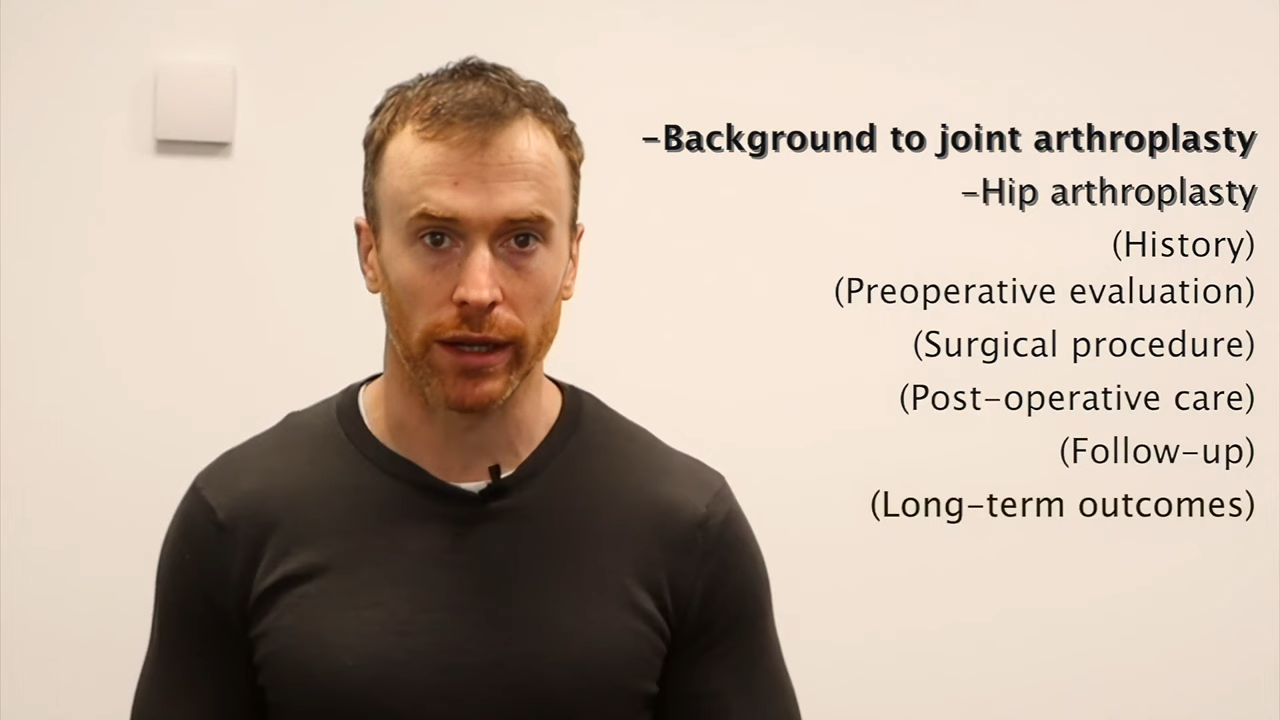 -Background to joint arthroplasty
-Hip arthroplasty
(History)
(Preoperative evaluation)
(Surgical procedure)
(Post-operative care)
(Follow-up)
(Long-term outcomes)